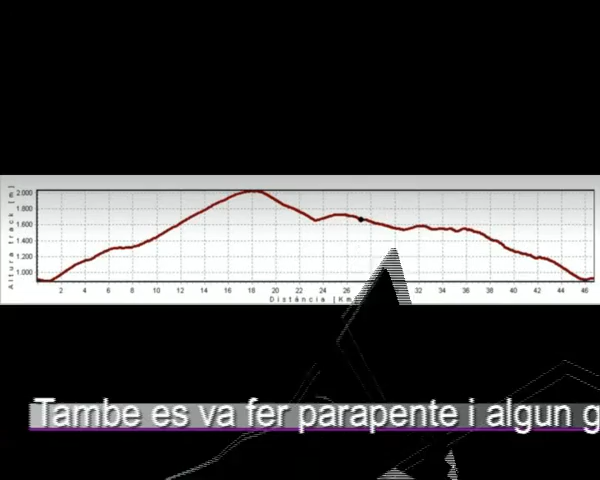 2.000
1.800
1.600
1.400
1.200
1.000
Altura track [m]
2 4 6 8 10 12 14 16 18 20 22 24 26 28 32 34 36 38 40 42 44 46
Distáncia [Km
Tambe es va fer parapente i algun g